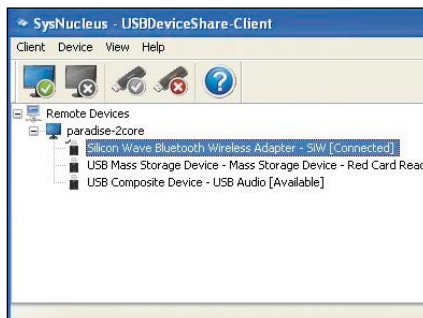 SysNucleus - USBDeviceShare-Client
Client Device View Help
Remote Devices
paradise-2core
Silicon Wave Bluetooth Wireless Adapter - SiW [Connected]
USB Mass Storage Device - Mass Storage Device - Red Card Read
USB Composite Device - USB Audio [Available]